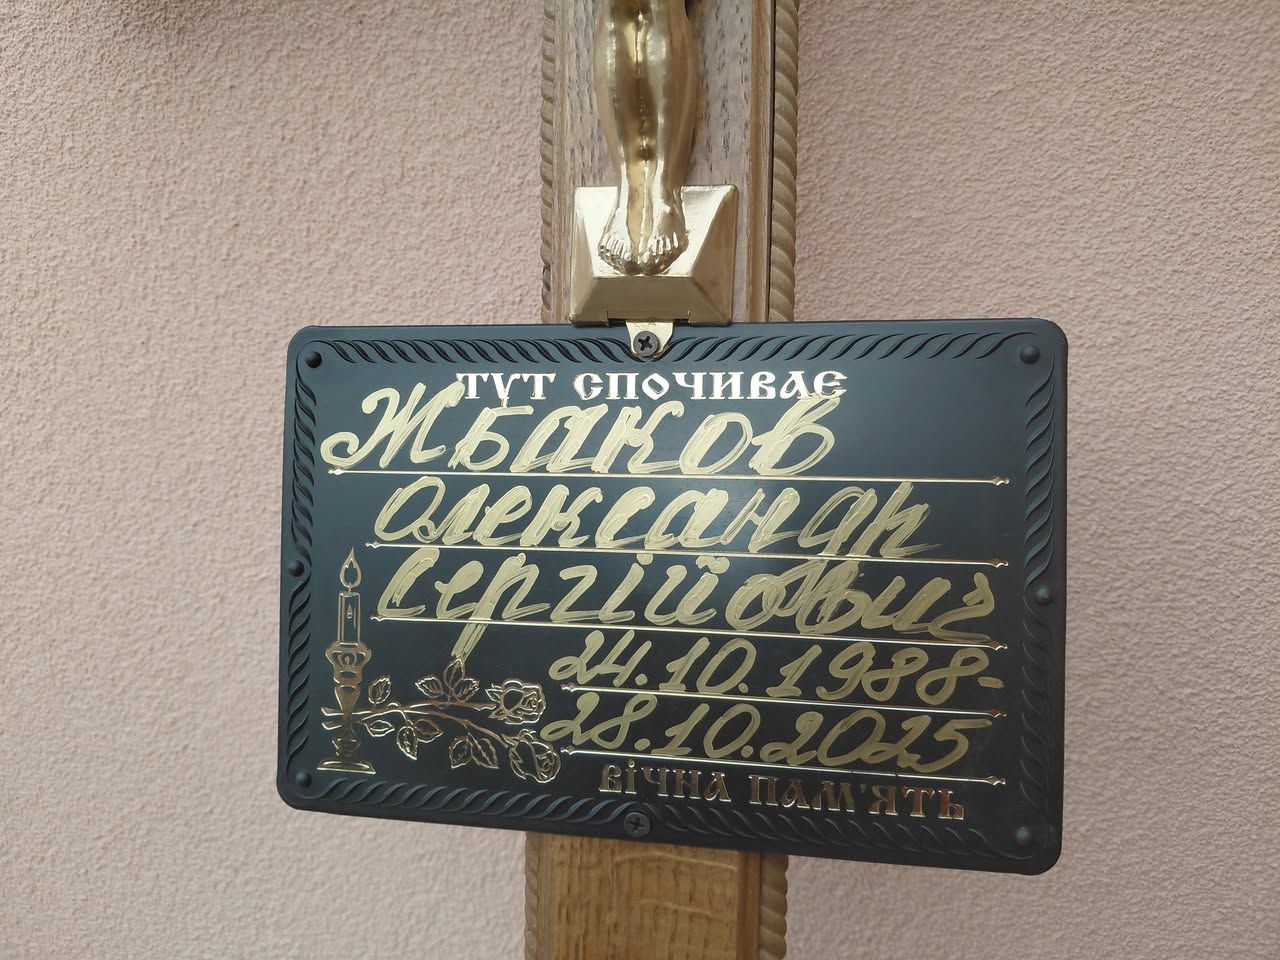 ТУТ СПОЧИВАЄ
Жбаков
Олександр
Сергійович
24.10.1988-
28.10.2025
ВІЧНА ПАМ'ЯТЬ